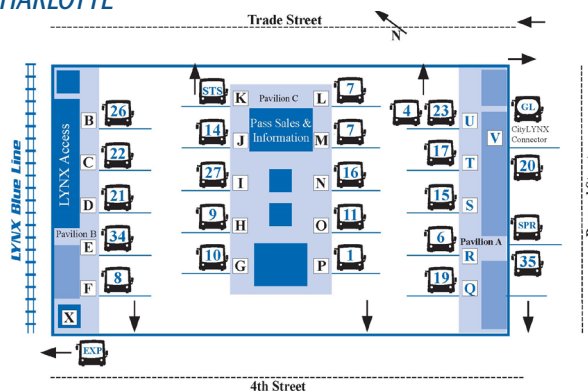 Trade Street
N
STS
K
Pavilion C
L
7
4
23
U
GL
B
26
V
CityLYNX
Connector
14
J
Pass Sales &
Information
M
7
17
T
20
LYNX Access
C
22
27
I
N
16
15
S
D
21
9
H
O
11
SPR
LYNX Blue Line
Pavilion B
E
34
6
Pavilion A
R
10
G
P
1
35
F
8
19
Q
X
EXP
4th Street